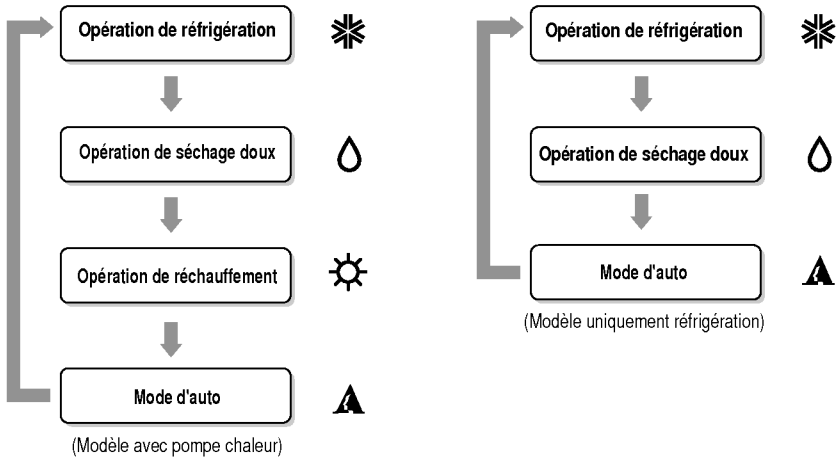 Opération de réfrigération
Opération de séchage doux
Opération de réchauffement
Mode d'auto
(Modèle avec pompe chaleur)
Opération de réfrigération
Opération de séchage doux
Mode d'auto
(Modèle uniquement réfrigération)